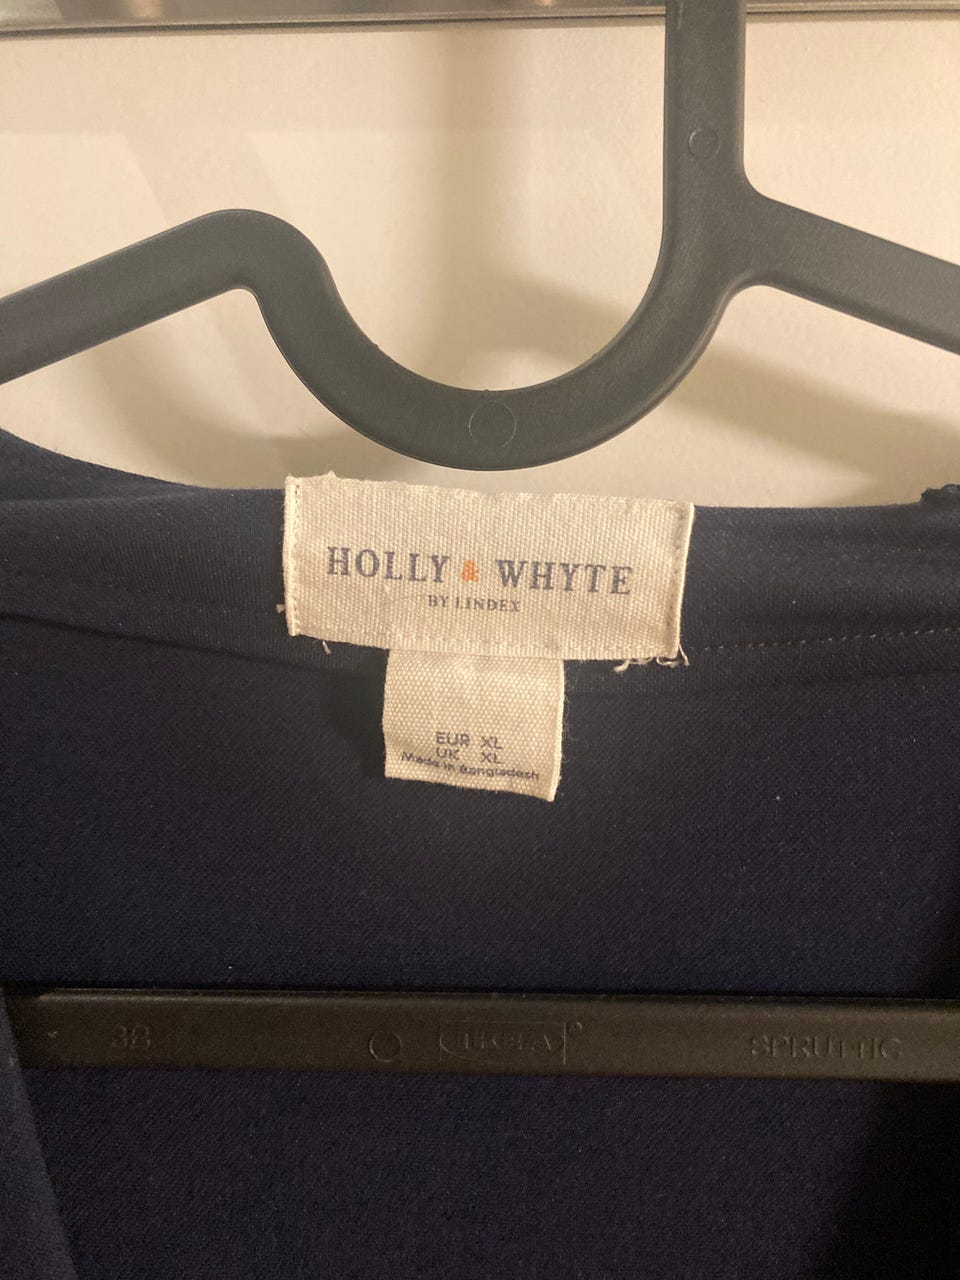 HOLLY & WHYTE
BY LINDEX
EUR XL
UK XL
Made in Bangladesh
38
SPRUTTIG